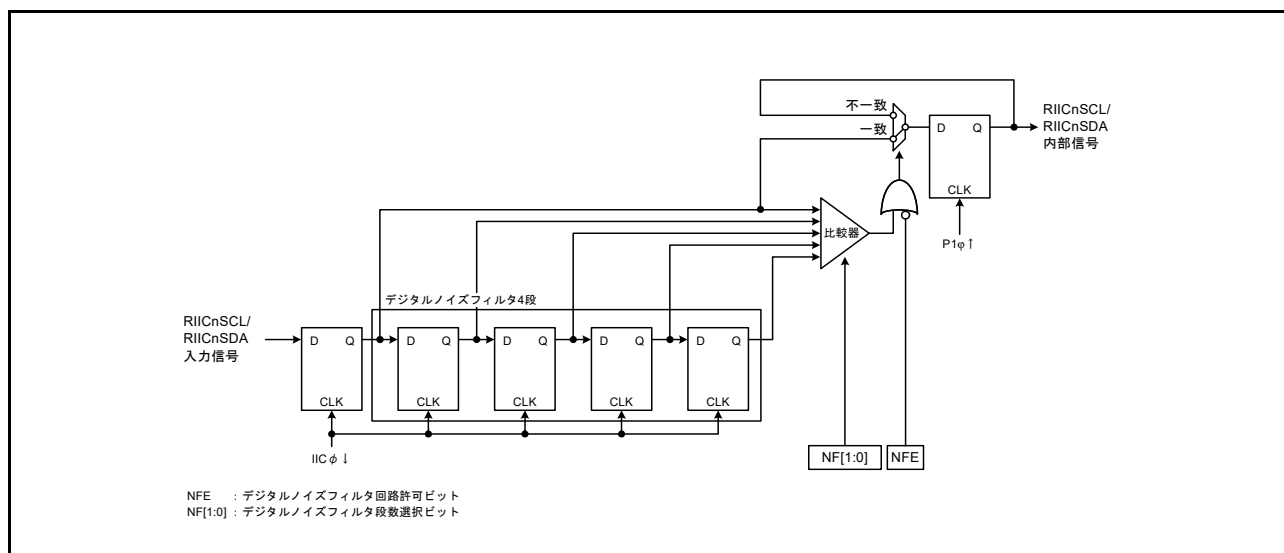 不一致
一致
D Q
CLK
P1φ↑
RIICnSCL/
RIICnSDA
内部信号
比較器
デジタルノイズフィルタ4段
RIICnSCL/
RIICnSDA
入力信号
D Q
CLK
D Q
CLK
D Q
CLK
D Q
CLK
D Q
CLK
IICφ↓
NF[1:0]
NFE
NFE : デジタルノイズフィルタ回路許可ビット
NF[1:0] : デジタルノイズフィルタ段数選択ビット